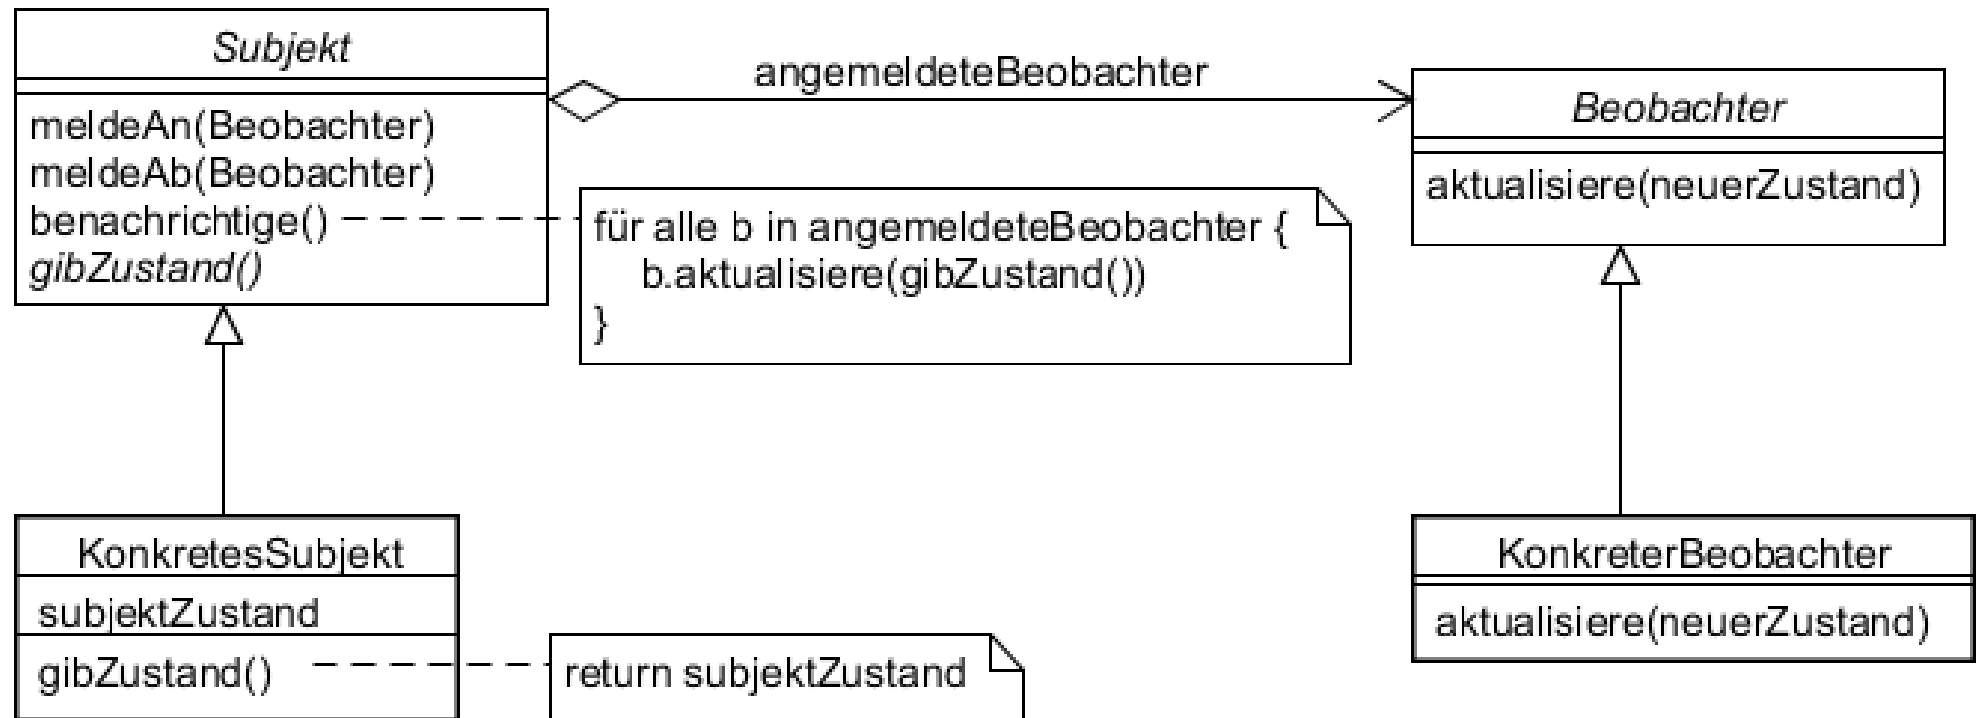 Subjekt
meldeAn(Beobachter)
meldeAb(Beobachter)
benachrichtige()
gibZustand()
angemeldeteBeobachter
für alle b in angemeldeteBeobachter {
b.aktualisiere(gibZustand())
}
Beobachter
aktualisiere(neuerZustand)
KonkretesSubjekt
subjektZustand
gibZustand()
return subjektZustand
KonkreterBeobachter
aktualisiere(neuerZustand)